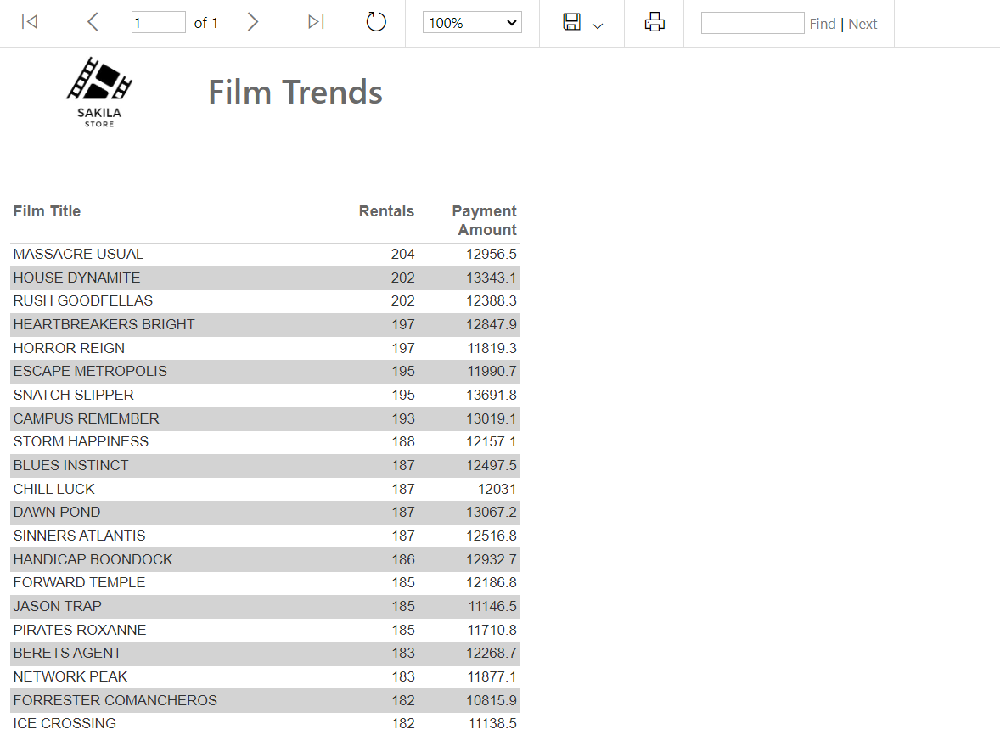 1 of 1 100% Find | Next
SAKILA
STORE
Film Trends
Film Title Rentals Payment
Amount
MASSACRE USUAL 204 12956.5
HOUSE DYNAMITE 202 13343.1
RUSH GOODFELLAS 202 12388.3
HEARTBREAKERS BRIGHT 197 12847.9
HORROR REIGN 197 11819.3
ESCAPE METROPOLIS 195 11990.7
SNATCH SLIPPER 195 13691.8
CAMPUS REMEMBER 193 13019.1
STORM HAPPINESS 188 12157.1
BLUES INSTINCT 187 12497.5
CHILL LUCK 187 12031
DAWN POND 187 13067.2
SINNERS ATLANTIS 187 12516.8
HANDICAP BOONDOCK 186 12932.7
FORWARD TEMPLE 185 12186.8
JASON TRAP 185 11146.5
PIRATES ROXANNE 185 11710.8
BERETS AGENT 183 12268.7
NETWORK PEAK 183 11877.1
FORRESTER COMANCHEROS 182 10815.9
ICE CROSSING 182 11138.5